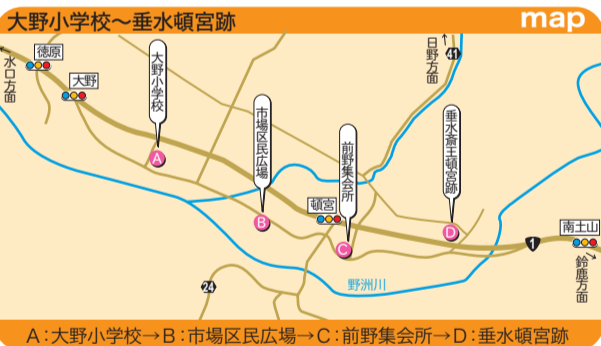 大野小学校～垂水頓宮跡
map
徳原
水口方面
大野
大野小学校
市場区民広場
前野集会所
垂水斎王頓宮跡
日野方面
41
A
B
頓宮
C
D
1
南土山
鈴鹿方面
野洲川
24
A：大野小学校→B：市場区民広場→C：前野集会所→D：垂水頓宮跡